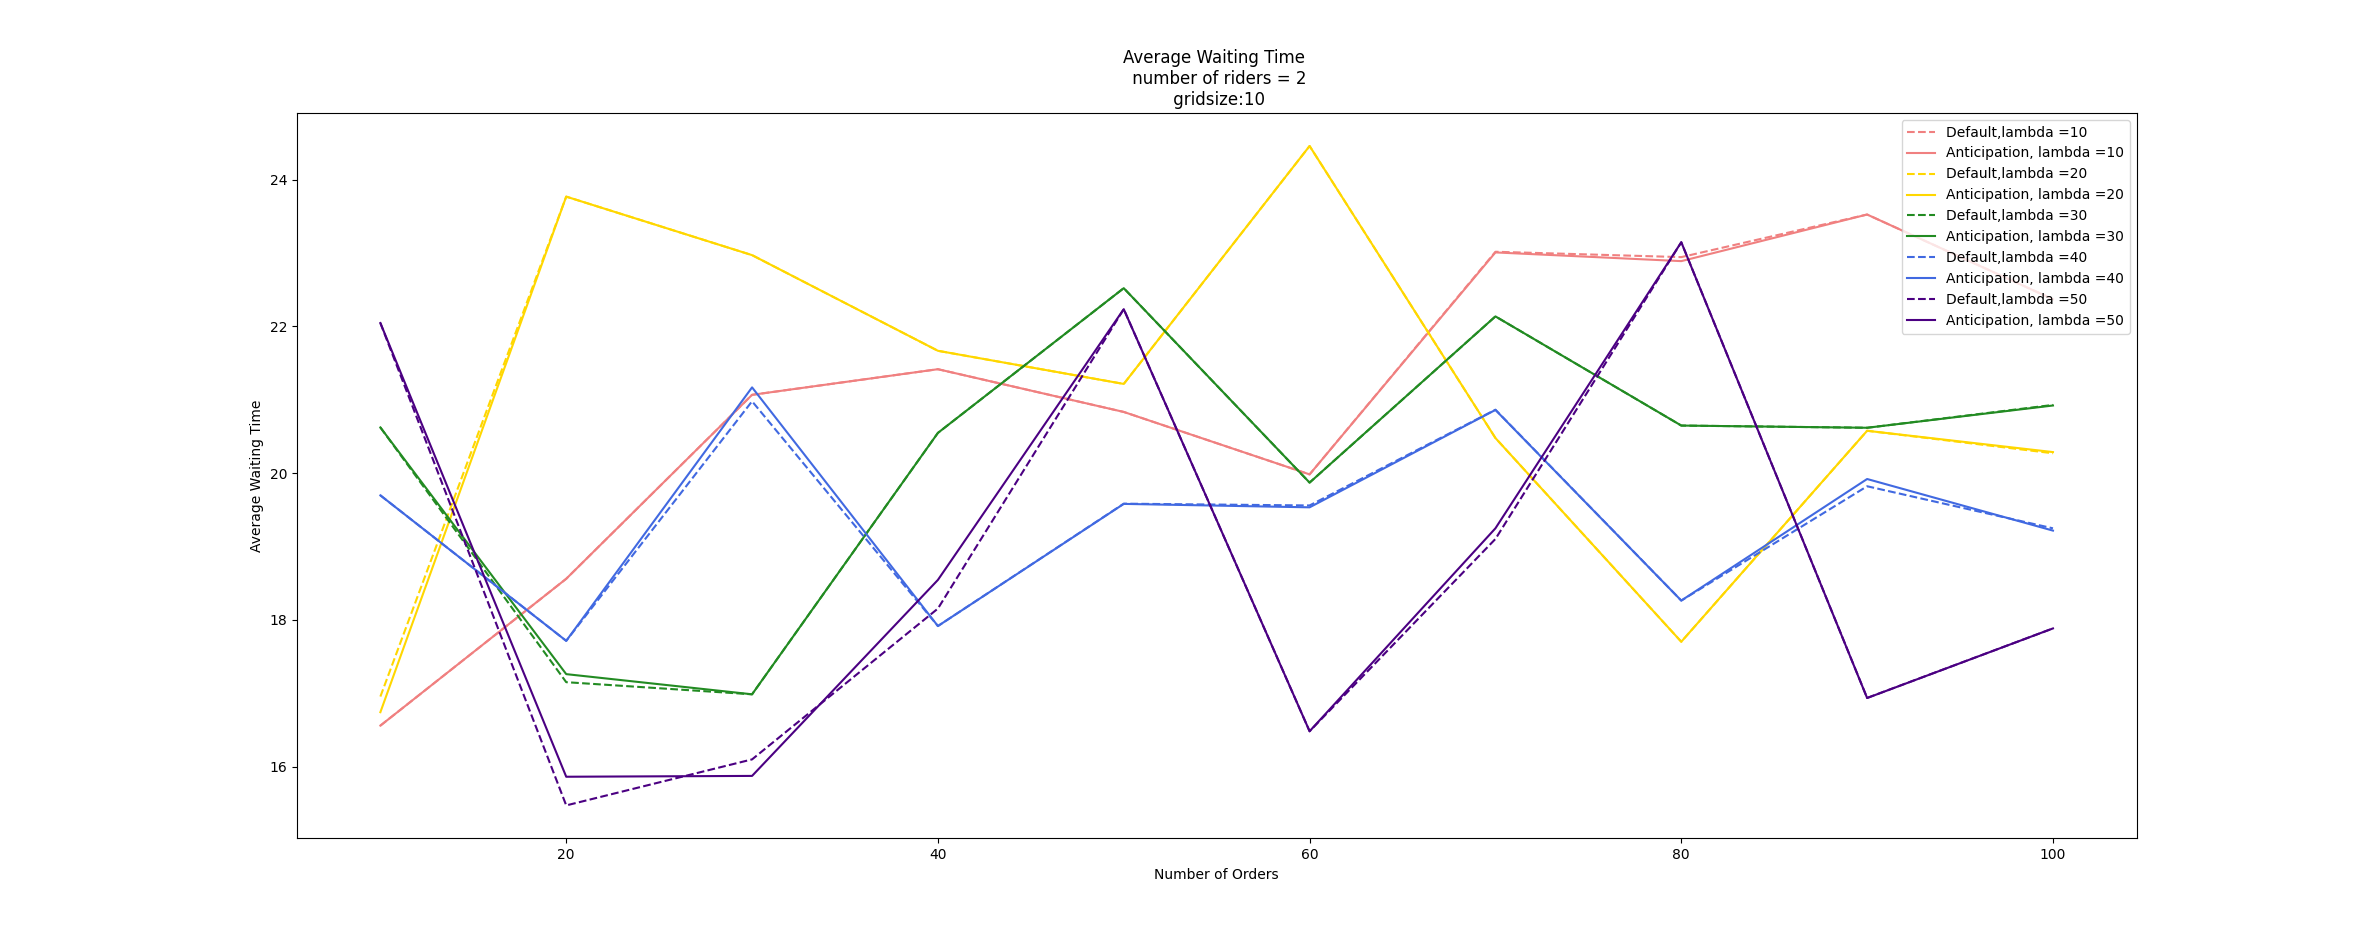 Average Waiting Time
number of riders = 2
gridsize:10
Default,lambda =10
Anticipation, lambda =10
Default,lambda =20
Anticipation, lambda =20
Default,lambda =30
Anticipation, lambda =30
Default,lambda =40
Anticipation, lambda =40
Default,lambda =50
Anticipation, lambda =50
Average Waiting Time
24
22
20
18
16
20
40
60
80
100
Number of Orders